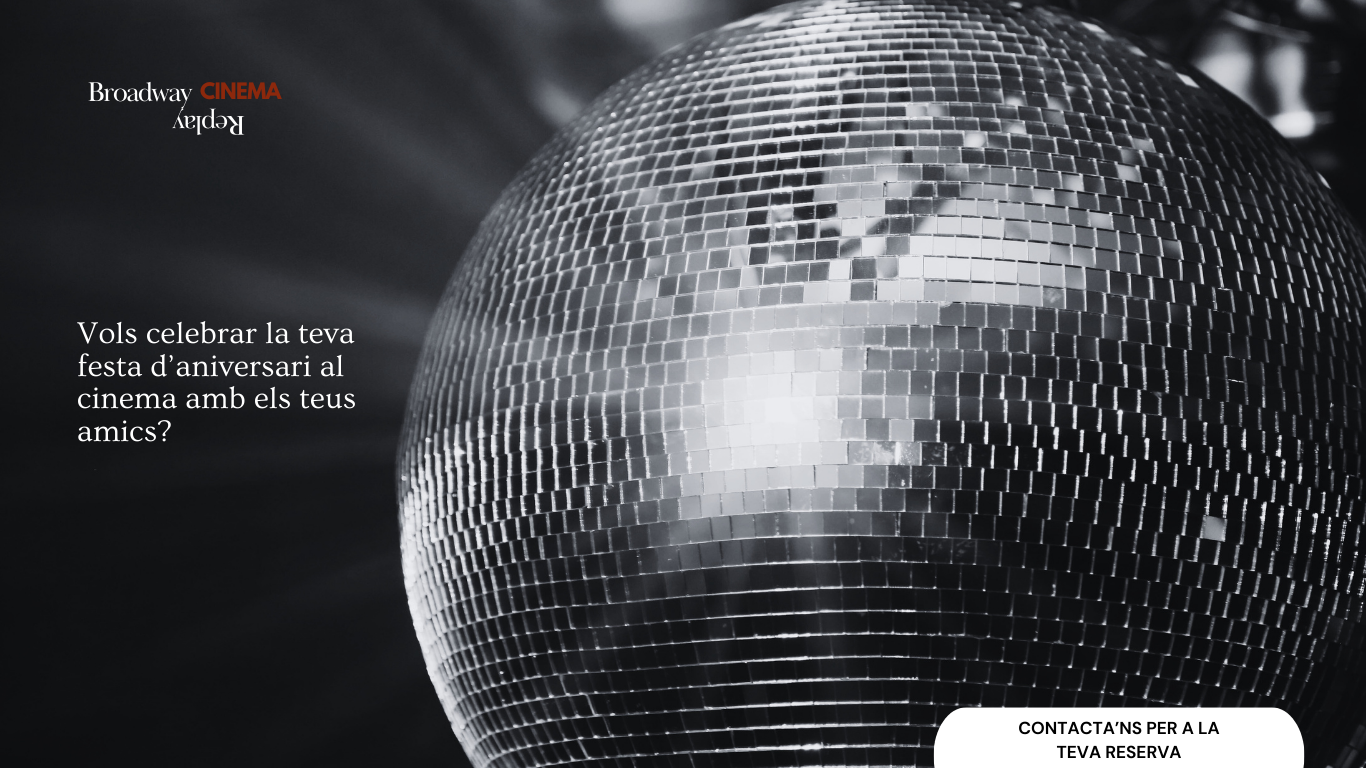 Broadway CINEMA
Replay
Vols celebrar la teva
festa d’aniversari al
cinema amb els teus
amics?
CONTACTA’NS PER A LA
TEVA RESERVA